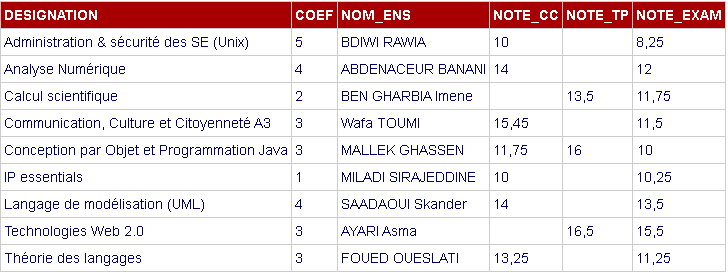 DESIGNATION COEF NOM_ENS NOTE_CC NOTE_TP NOTE_EXAM
Administration & sécurité des SE (Unix) 5 BDIWI RAWIA 10 8,25
Analyse Numérique 4 ABDENACEUR BANANI 14 12
Calcul scientifique 2 BEN GHARBIA Imene 13,5 11,75
Communication, Culture et Citoyenneté A3 3 Wafa TOUMI 15,45 11,5
Conception par Objet et Programmation Java 3 MALLEK GHASSEN 11,75 16 10
IP essentials 1 MILADI SIRAJEDDINE 10 10,25
Langage de modélisation (UML) 4 SAADAOUI Skander 14 13,5
Technologies Web 2.0 3 AYARI Asma 16,5 15,5
Théorie des langages 3 FOUED OUESLATI 13,25 11,25